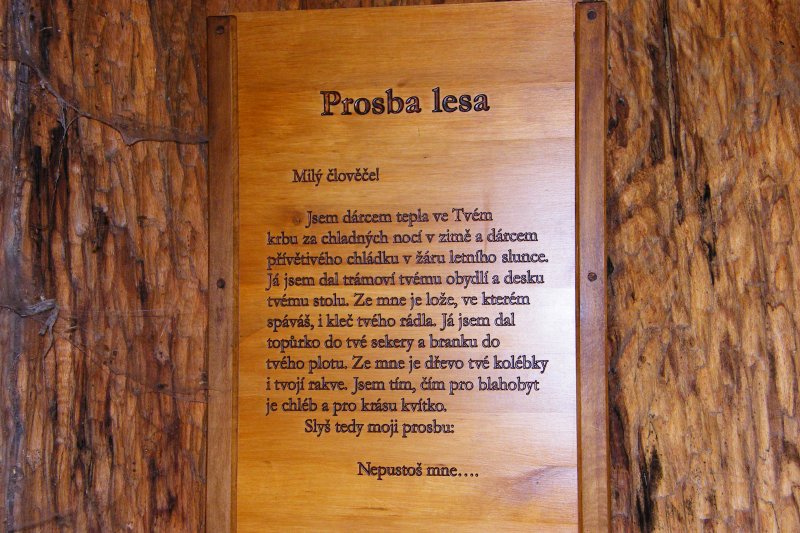 Prosba lesa
Milý člověče!
Jsem dárcem tepla ve Tvém
krbu za chladných nocí v zimě a dárcem
přívětivého chládku v žáru letního slunce.
Já jsem dal trámoví tvému obydlí a desku
tvému stolu. Ze mne je lože, ve kterém
spáváš, i kleč tvého rádla. Já jsem dal
topůrko do tvé sekery a branku do
tvého plotu. Ze mne je dřevo tvé kolébky
i tvojí rakve. Jsem tím, čím pro blahobyt
je chléb a pro krásu kvítko.
Slyš tedy moji prosbu:
Nepustoš mne....